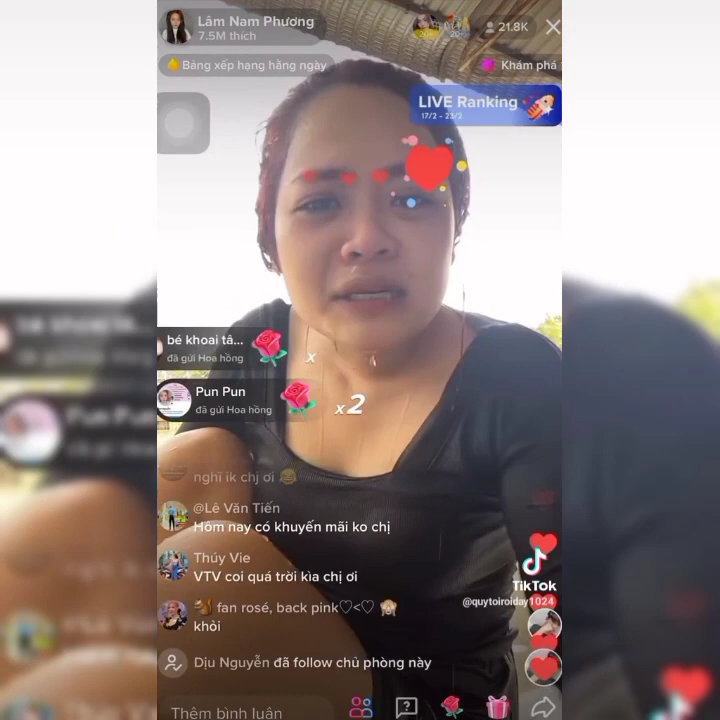 Lâm Nam Phương
7.5M thích
21.8K
Bảng xếp hạng hằng ngày
Khám phá
LIVE Ranking
17/2 - 23/2
bé khoai tâ...
đã gửi Hoa hồng
x
Pun Pun
đã gửi Hoa hồng
x2
nghĩ ik chị ơi
@Lê Văn Tiến
Hôm nay có khuyến mãi ko chị
Thúy Vie
VTV coi quá trời kìa chị ơi
fan rosé, back pink♡<♡
khỏi
TikTok
@quytoiroiday1024
Dịu Nguyễn đã follow chủ phòng này
Thêm bình luận